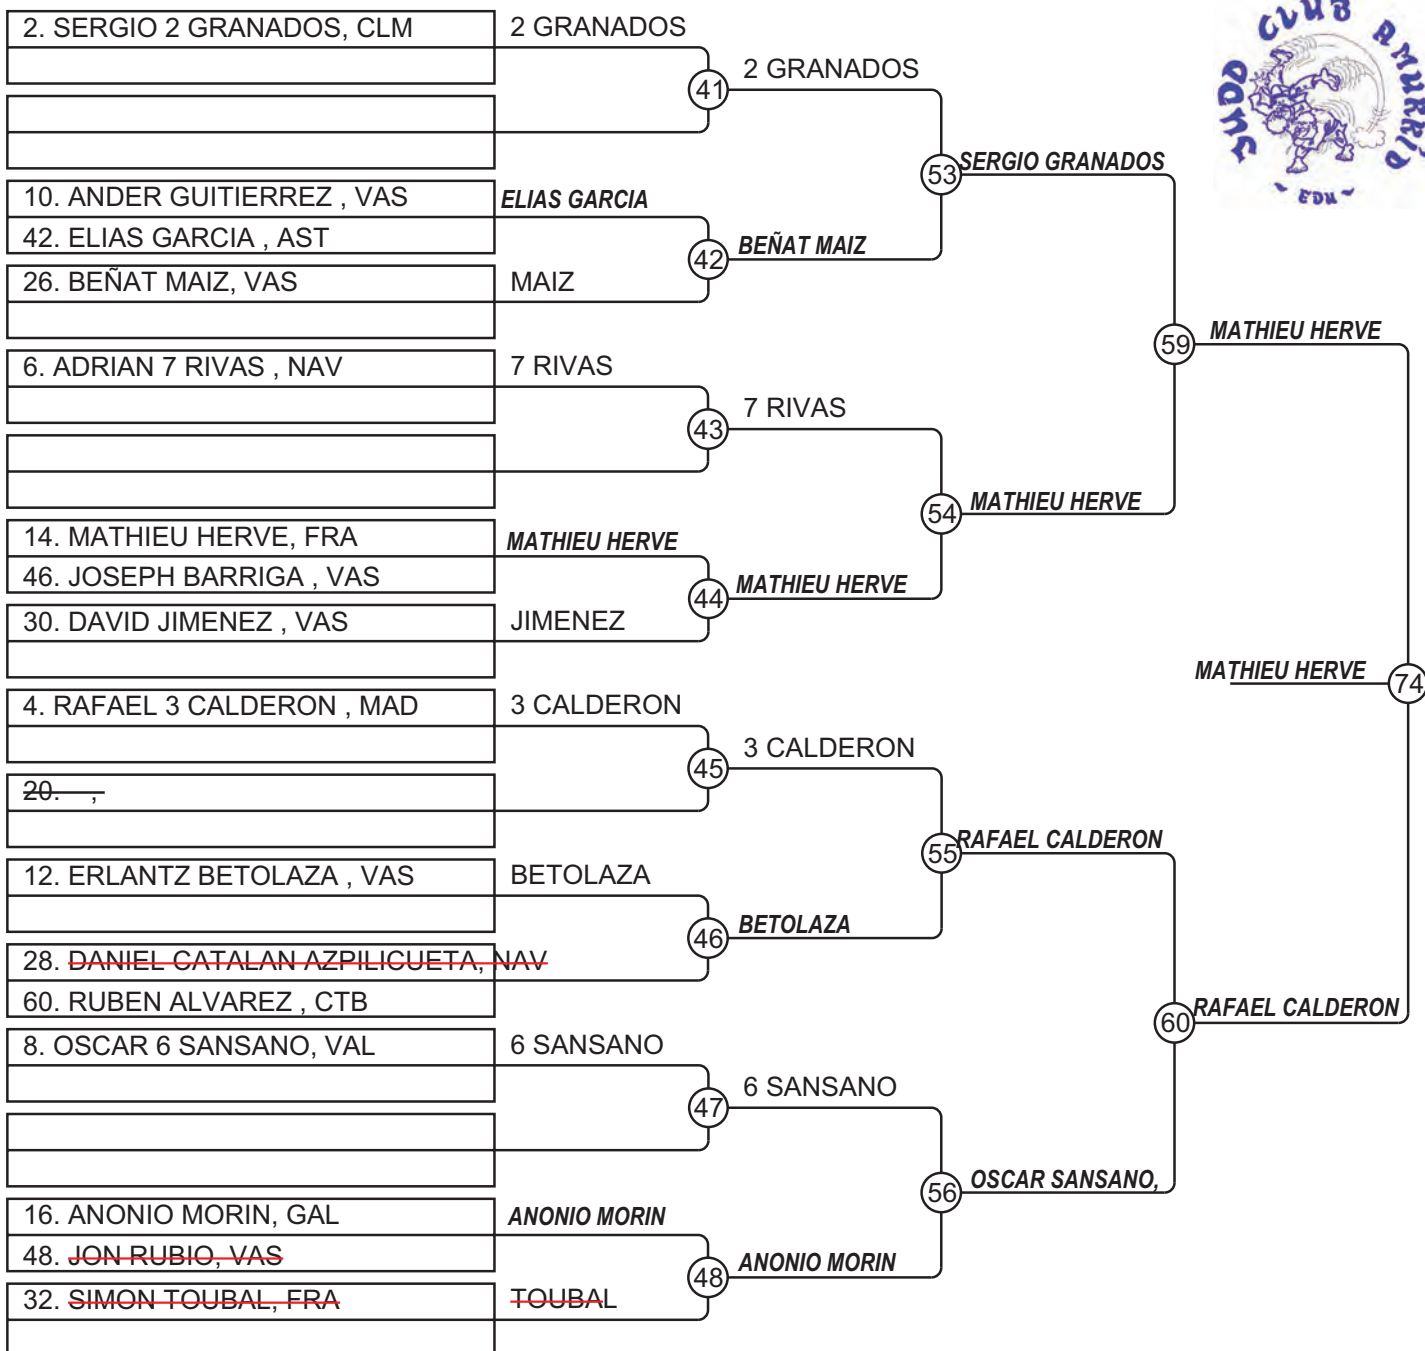 JUDO CLUB AMURRIO
~ EDU ~
2. SERGIO 2 GRANADOS, CLM
2 GRANADOS
41
2 GRANADOS
10. ANDER GUITIERREZ , VAS
ELIAS GARCIA
42. ELIAS GARCIA , AST
42
BEÑAT MAIZ
26. BEÑAT MAIZ, VAS
MAIZ
53
SERGIO GRANADOS
6. ADRIAN 7 RIVAS , NAV
7 RIVAS
43
7 RIVAS
14. MATHIEU HERVE, FRA
MATHIEU HERVE
46. JOSEPH BARRIGA , VAS
44
MATHIEU HERVE
30. DAVID JIMENEZ , VAS
JIMENEZ
54
MATHIEU HERVE
59
MATHIEU HERVE
4. RAFAEL 3 CALDERON , MAD
3 CALDERON
45
3 CALDERON
20. ,
12. ERLANTZ BETOLAZA , VAS
BETOLAZA
46
BETOLAZA
28. DANIEL CATALAN AZPILICUETA, NAV
60. RUBEN ALVAREZ , CTB
55
RAFAEL CALDERON
8. OSCAR 6 SANSANO, VAL
6 SANSANO
47
6 SANSANO
16. ANONIO MORIN, GAL
ANONIO MORIN
48. JON RUBIO, VAS
48
ANONIO MORIN
32. SIMON TOUBAL, FRA
TOUBAL
56
OSCAR SANSANO,
60
RAFAEL CALDERON
MATHIEU HERVE
74